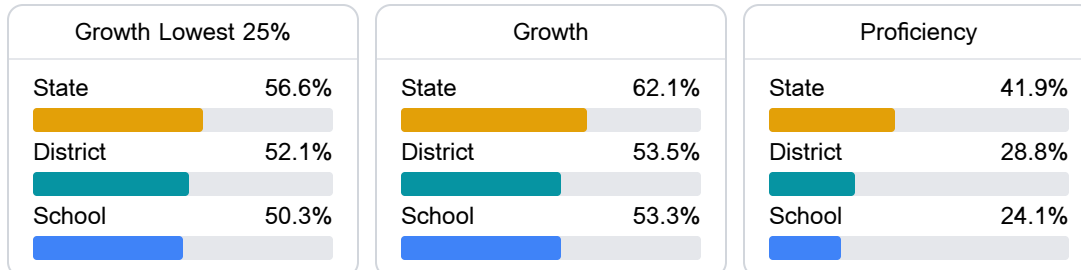 Growth Lowest 25%
State 56.6%
District 52.1%
School 50.3%
Growth
State 62.1%
District 53.5%
School 53.3%
Proficiency
State 41.9%
District 28.8%
School 24.1%